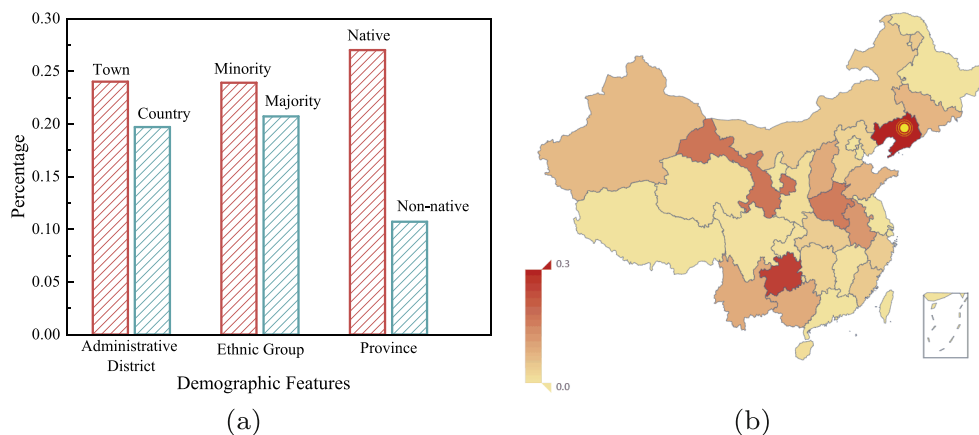 0.30
0.25
0.20
0.15
0.10
0.05
0.00
Percentage
Town
Country
Minority
Majority
Native
Non-native
Administrative
District
Ethnic Group
Province
Demographic Features
(a)
0.3
0.0
(b)